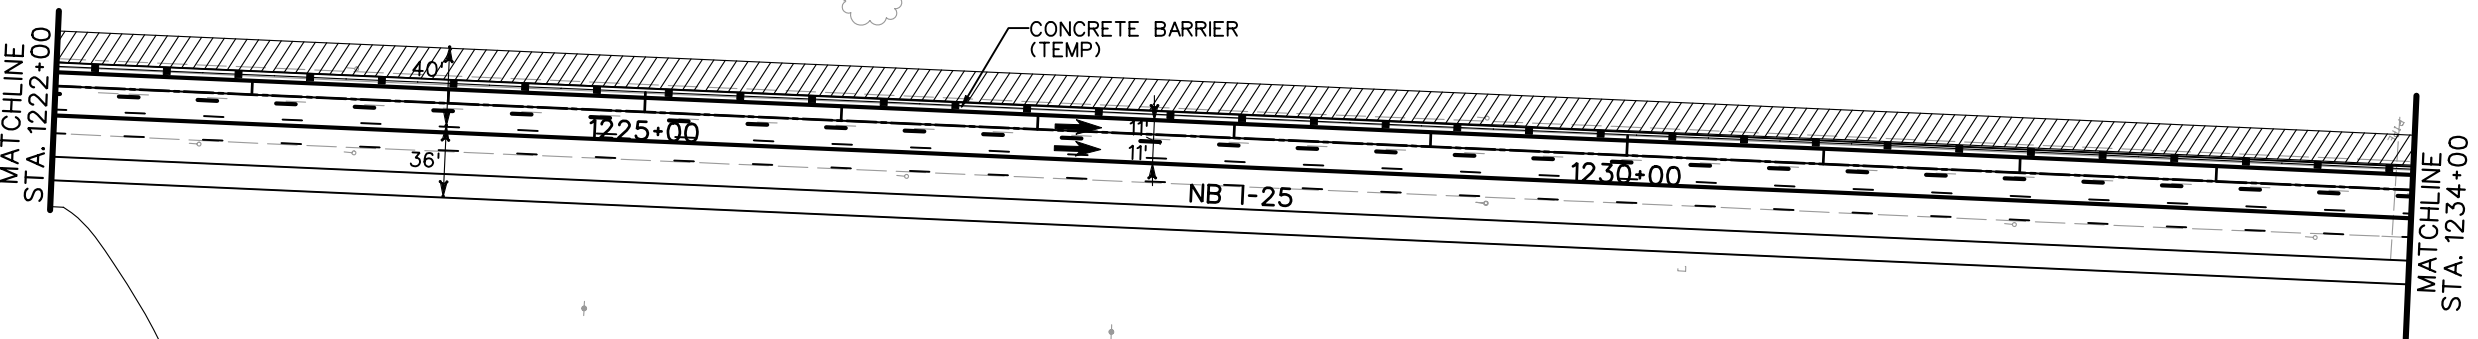 MATCHLINE
STA. 1222+00
40'
36'
1225+00
CONCRETE BARRIER
(TEMP)
11'
11'
NB I-25
1230+00
MATCHLINE
STA. 1234+00